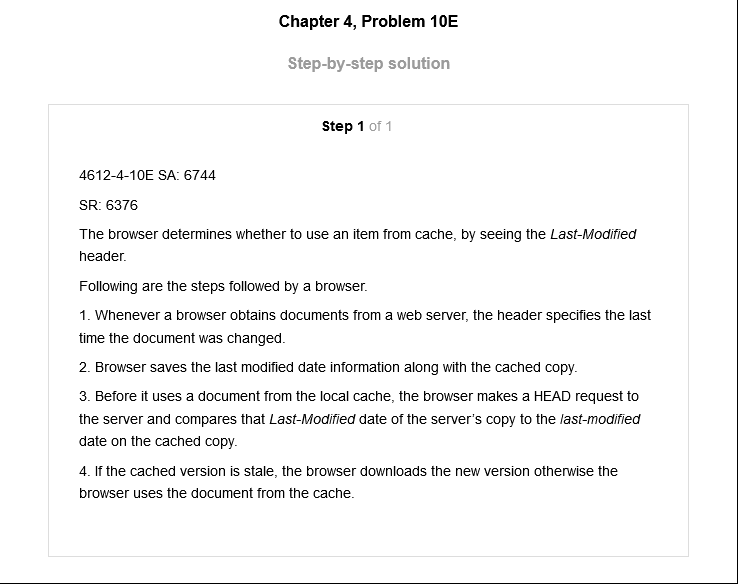 Chapter 4, Problem 10E
Step-by-step solution
Step 1 of 1
4612-4-10E SA: 6744
SR: 6376
The browser determines whether to use an item from cache, by seeing the Last-Modified
header.
Following are the steps followed by a browser.
1. Whenever a browser obtains documents from a web server, the header specifies the last
time the document was changed.
2. Browser saves the last modified date information along with the cached copy.
3. Before it uses a document from the local cache, the browser makes a HEAD request to
the server and compares that Last-Modified date of the server's copy to the last-modified
date on the cached copy.
4. If the cached version is stale, the browser downloads the new version otherwise the
browser uses the document from the cache.